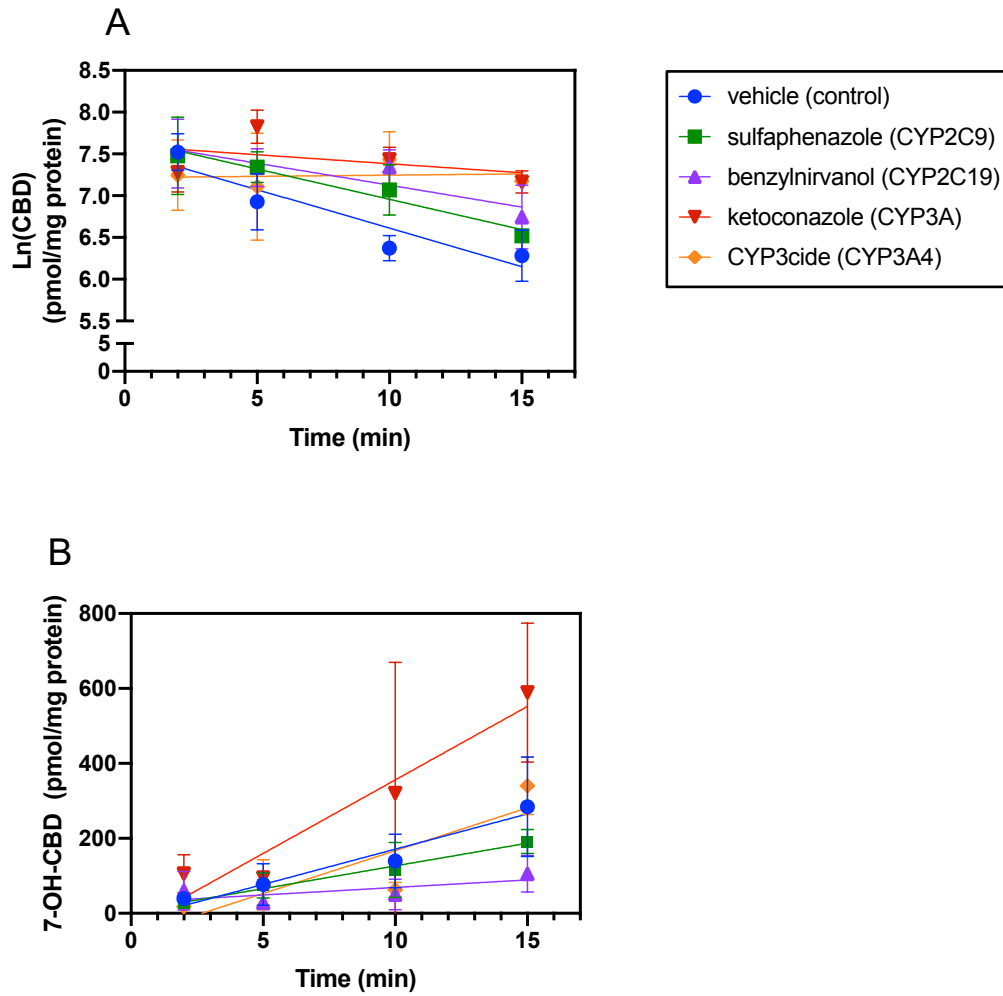 A
8.5
8.0
7.5
7.0
6.5
6.0
5.5
5
0
Ln(CBD)
(pmol/mg protein)
0 5 10 15
Time (min)
vehicle (control)
sulfaphenazole (CYP2C9)
benzylnirvanol (CYP2C19)
ketoconazole (CYP3A)
CYP3cide (CYP3A4)
B
800
600
400
200
0
7-OH-CBD (pmol/mg protein)
0 5 10 15
Time (min)